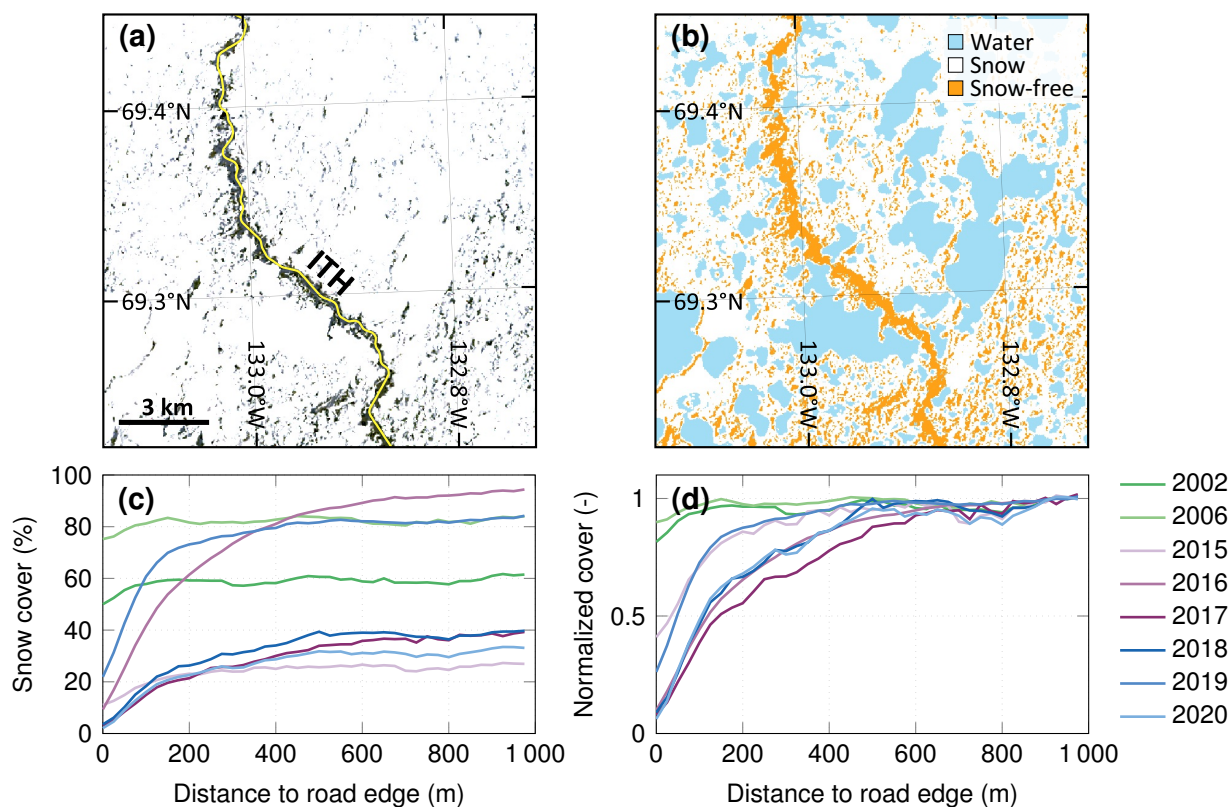 (a)
69.4°N
ITH
69.3°N
133.0°W
132.8°W
3 km
(b)
Water
Snow
Snow-free
69.4°N
69.3°N
133.0°W
132.8°W
(c)
Snow cover (%)
100
80
60
40
20
0
0 200 400 600 800 1 000
Distance to road edge (m)
(d)
Normalized cover (-)
1
0.5
0
0 200 400 600 800 1 000
Distance to road edge (m)
2002
2006
2015
2016
2017
2018
2019
2020